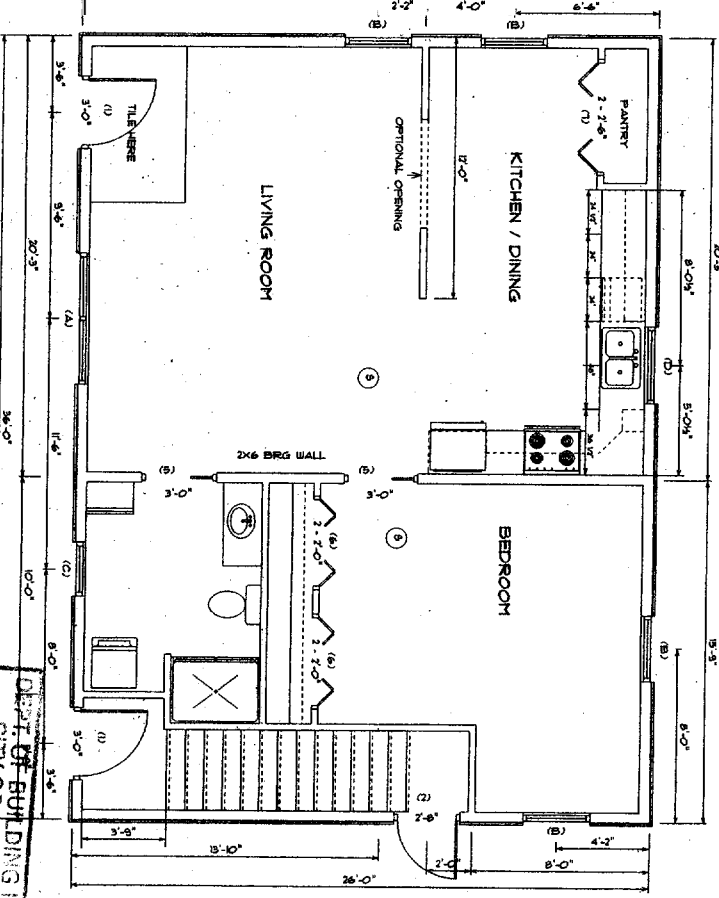 2'-2"
4'-0"
6'-6"
(B)
(B)
3'-6"
3'-0"
(1)
TILE HERE
5'-6"
20'-3"
(A)
36'-0"
11'-6"
10'-0"
(C)
8'-0"
3'-6"
LIVING ROOM
OPTIONAL OPENING
12'-0"
KITCHEN / DINING
PANTRY
2 - 2'-6"
(7)
8'-0½"
5'-0½"
(D)
24"
24"
S
2X6 BRG WALL
(5)
3'-0"
(5)
3'-0"
S
BEDROOM
(6)
2 - 2'-0"
(6)
2 - 2'-0"
(B)
15'-9"
8'-0"
3'-0"
(1)
(2)
2'-8"
(B)
3'-9"
13'-10"
2'-0"
8'-0"
4'-2"
26'-0"
DEPT. OF BUILDING